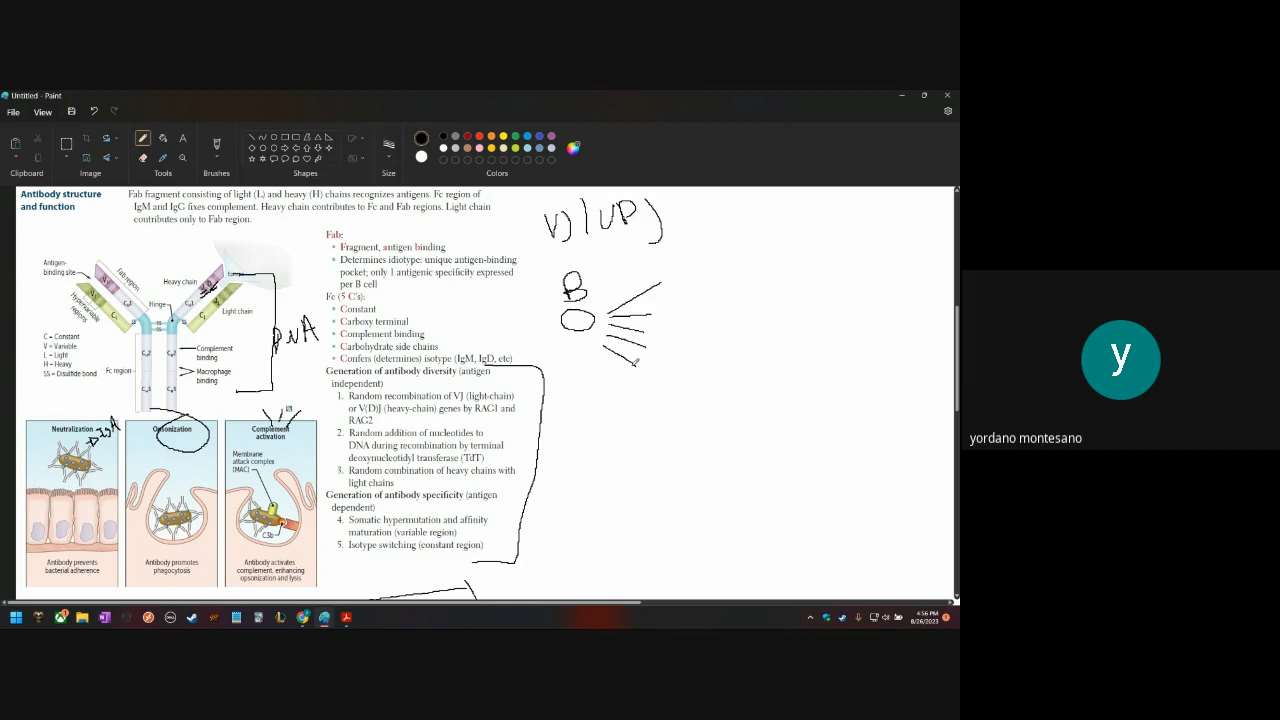 Untitled - Paint
File View
Clipboard Image Tools Brushes Shapes Size Colors
Antibody structure
and function
Fab fragment consisting of light (L) and heavy (H) chains recognizes antigens. Fc region of
IgM and IgG fixes complement. Heavy chain contributes to Fc and Fab regions. Light chain
contributes only to Fab region.
Antigen-
binding site
Fab region
Heavy chain
Hypervariable
regions
Hinge
Light chain
SS
C = Constant
V = Variable
L = Light
H = Heavy
SS = Disulfide bond
Complement
binding
Macrophage
binding
Fc region
Fab:
Fragment, antigen binding
Determines idiotype: unique antigen-binding
pocket; only 1 antigenic specificity expressed
per B cell
Fc (5 C's):
Constant
Carboxy terminal
Complement binding
Carbohydrate side chains
Confers (determines) isotype (IgM, IgD, etc)
Generation of antibody diversity (antigen
independent)
1. Random recombination of VJ (light-chain)
or V(D)J (heavy-chain) genes by RAG1 and
RAG2
2. Random addition of nucleotides to
DNA during recombination by terminal
deoxynucleotidyl transferase (TdT)
3. Random combination of heavy chains with
light chains
Generation of antibody specificity (antigen
dependent)
4. Somatic hypermutation and affinity
maturation (variable region)
5. Isotype switching (constant region)
Neutralization
IgA
Antibody prevents
bacterial adherence
Opsonization
Antibody promotes
phagocytosis
Complement
activation
Membrane
attack complex
(MAC)
C3b
Antibody activates
complement, enhancing
opsonization and lysis
B
4:56 PM
8/26/2023
y
yordano montesano